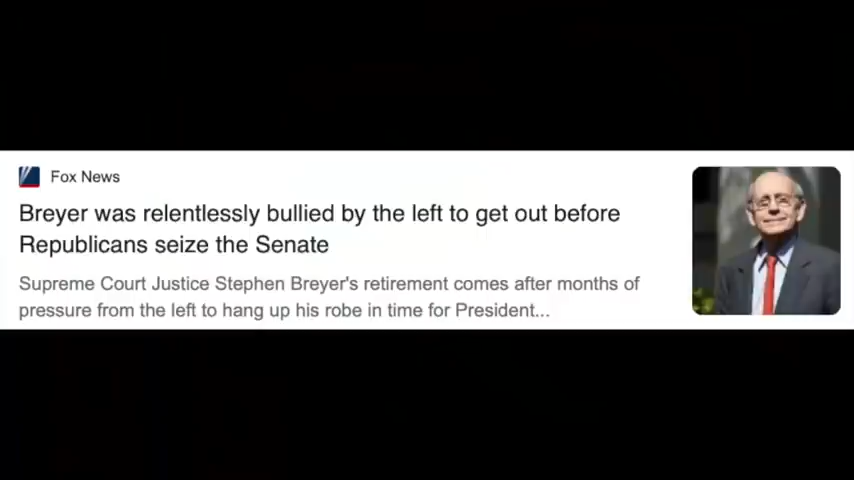 Fox News
Breyer was relentlessly bullied by the left to get out before
Republicans seize the Senate
Supreme Court Justice Stephen Breyer's retirement comes after months of
pressure from the left to hang up his robe in time for President...